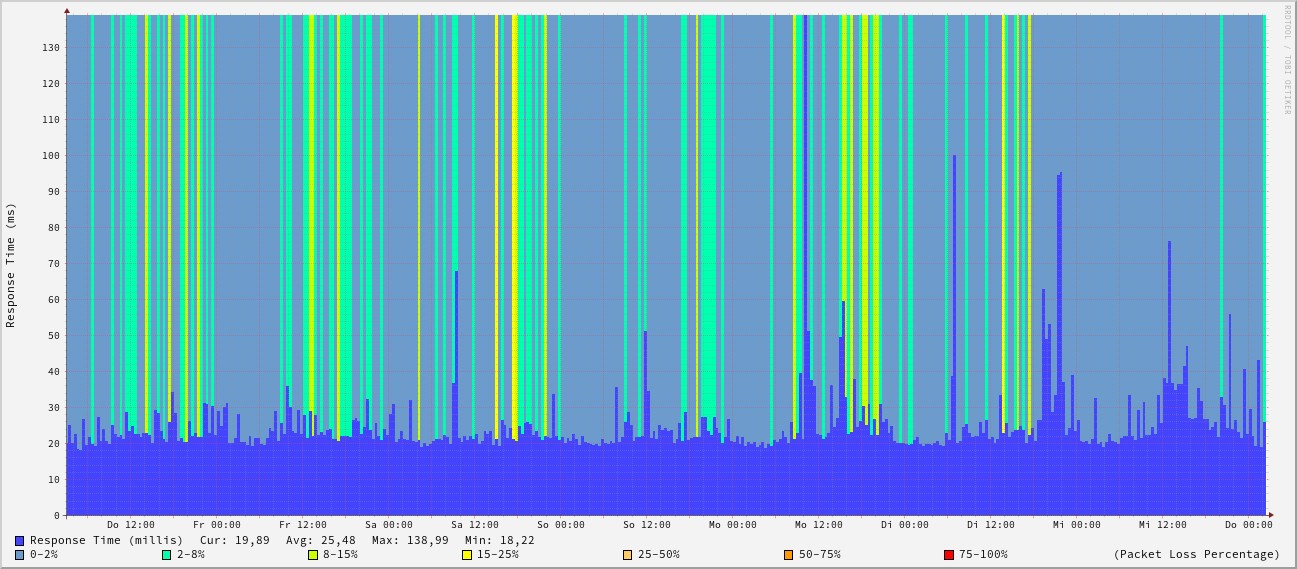 RRDTOOL / TOBI OETIKER
Response Time (ms)
130
120
110
100
90
80
70
60
50
40
30
20
10
0
Do 12:00 Fr 00:00 Fr 12:00 Sa 00:00 Sa 12:00 So 00:00 So 12:00 Mo 00:00 Mo 12:00 Di 00:00 Di 12:00 Mi 00:00 Mi 12:00 Do 00:00
Response Time (millis) Cur: 19,89 Avg: 25,48 Max: 138,99 Min: 18,22
0-2% 2-8% 8-15% 15-25% 25-50% 50-75% 75-100% (Packet Loss Percentage)